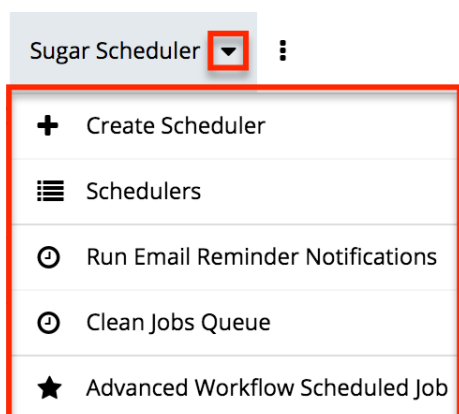 Sugar Scheduler
Create Scheduler
Schedulers
Run Email Reminder Notifications
Clean Jobs Queue
Advanced Workflow Scheduled Job